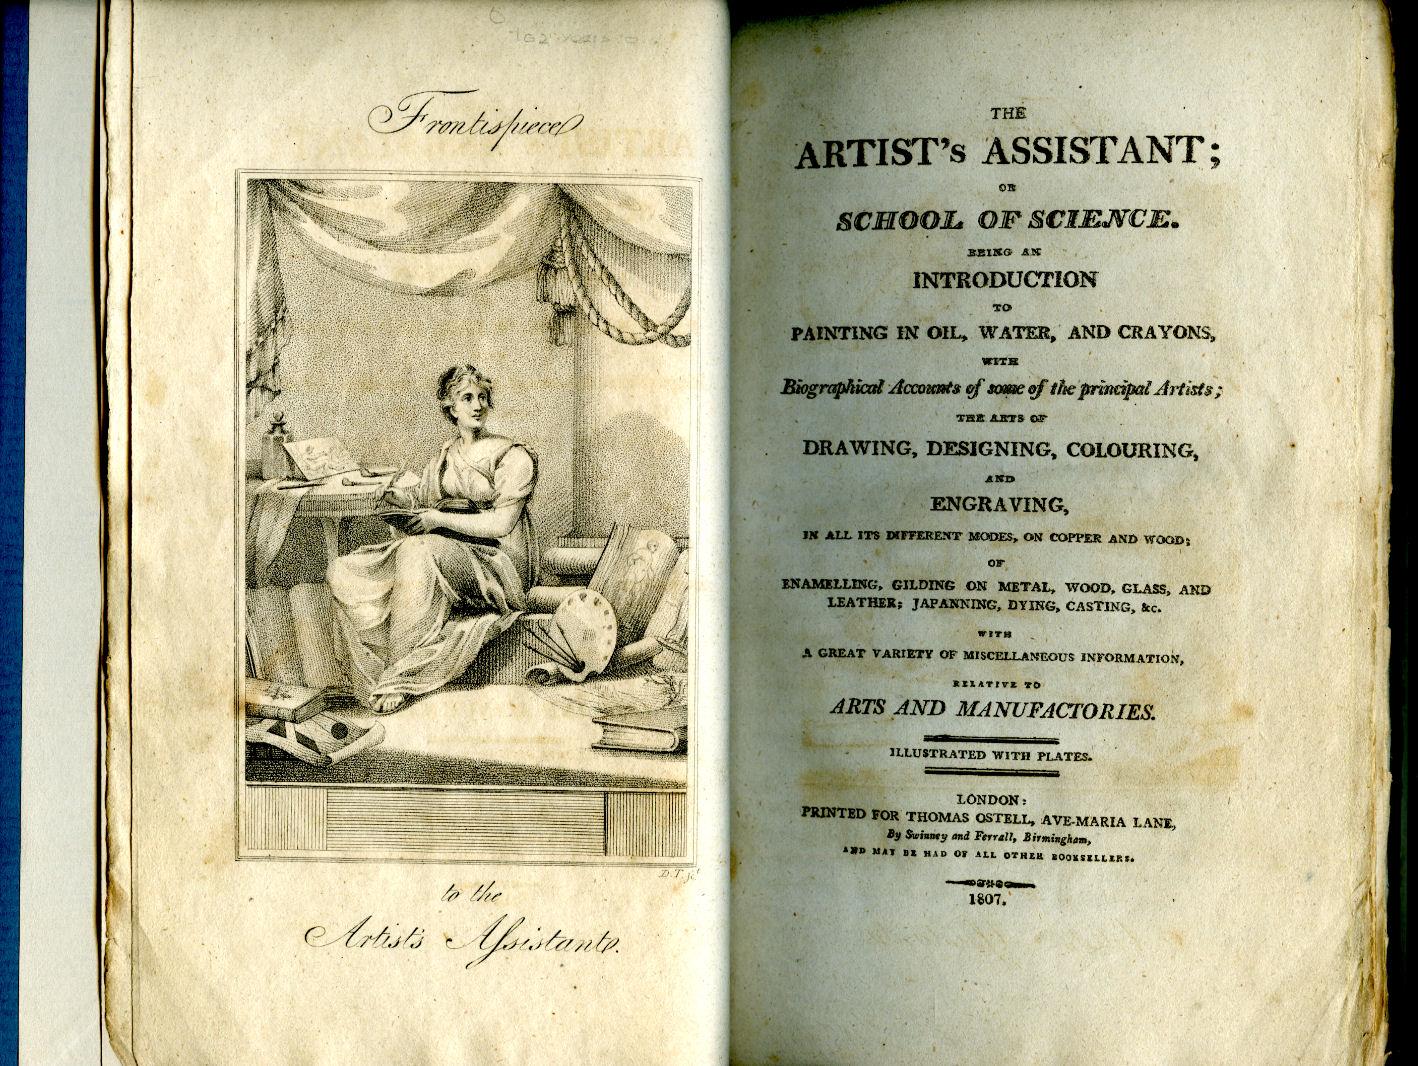 Frontispiece
D.T. sct
to the
Artist's Aſsistant.
THE
ARTIST's ASSISTANT;
OR
SCHOOL OF SCIENCE.
BEING AN
INTRODUCTION
TO
PAINTING IN OIL, WATER, AND CRAYONS,
WITH
Biographical Accounts of some of the principal Artists;
THE ARTS OF
DRAWING, DESIGNING, COLOURING,
AND
ENGRAVING,
IN ALL ITS DIFFERENT MODES, ON COPPER AND WOOD;
OF
ENAMELLING, GILDING ON METAL, WOOD, GLASS, AND
LEATHER; JAPANNING, DYING, CASTING, &c.
WITH
A GREAT VARIETY OF MISCELLANEOUS INFORMATION,
RELATIVE TO
ARTS AND MANUFACTORIES.
ILLUSTRATED WITH PLATES.
LONDON:
PRINTED FOR THOMAS OSTELL, AVE-MARIA LANE,
By Swinney and Ferrall, Birmingham,
AND MAY BE HAD OF ALL OTHER BOOKSELLERS.
1807.